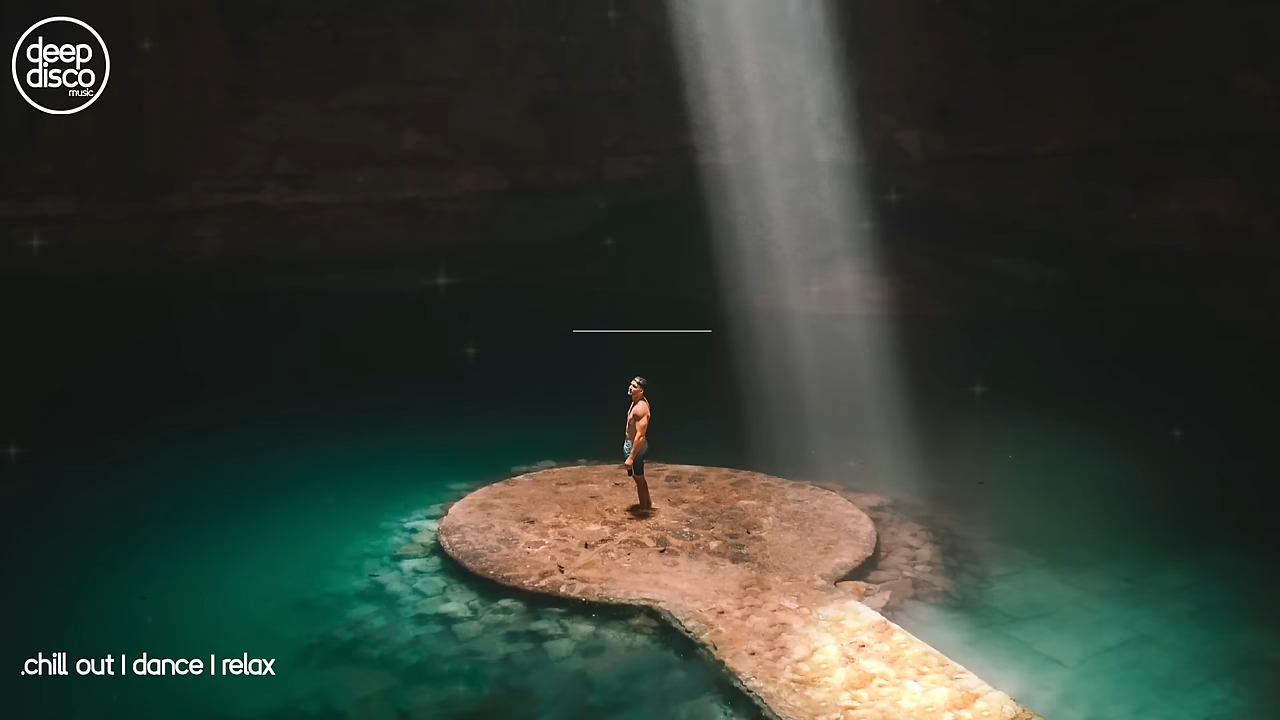 deep
disco
music
.chill out | dance | relax